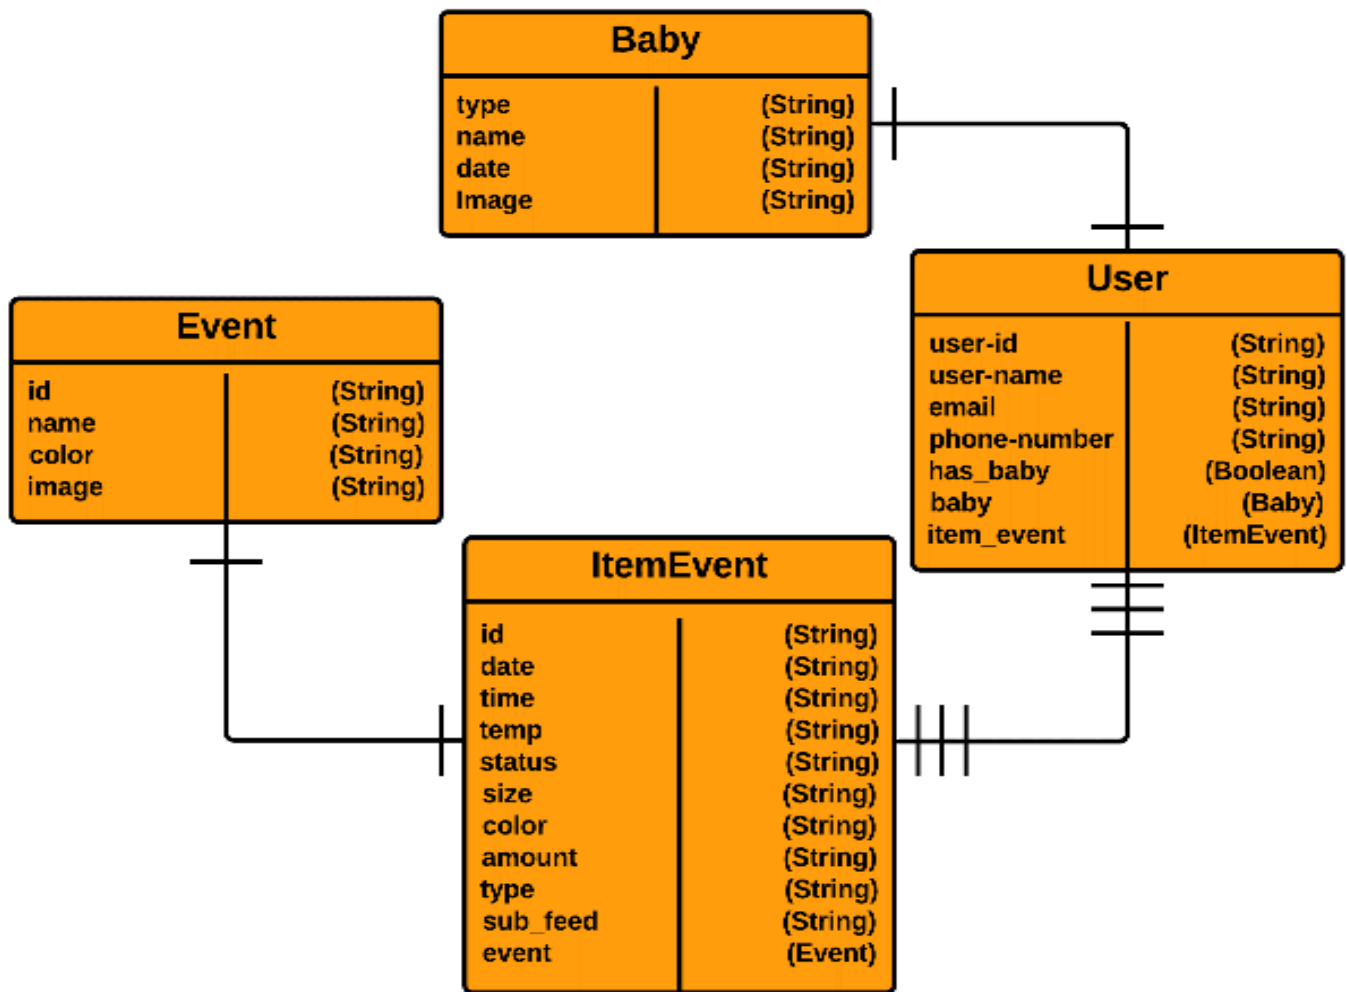 Baby
type (String)
name (String)
date (String)
Image (String)
User
user-id (String)
user-name (String)
email (String)
phone-number (String)
has_baby (Boolean)
baby (Baby)
item_event (ItemEvent)
Event
id (String)
name (String)
color (String)
image (String)
ItemEvent
id (String)
date (String)
time (String)
temp (String)
status (String)
size (String)
color (String)
amount (String)
type (String)
sub_feed (String)
event (Event)